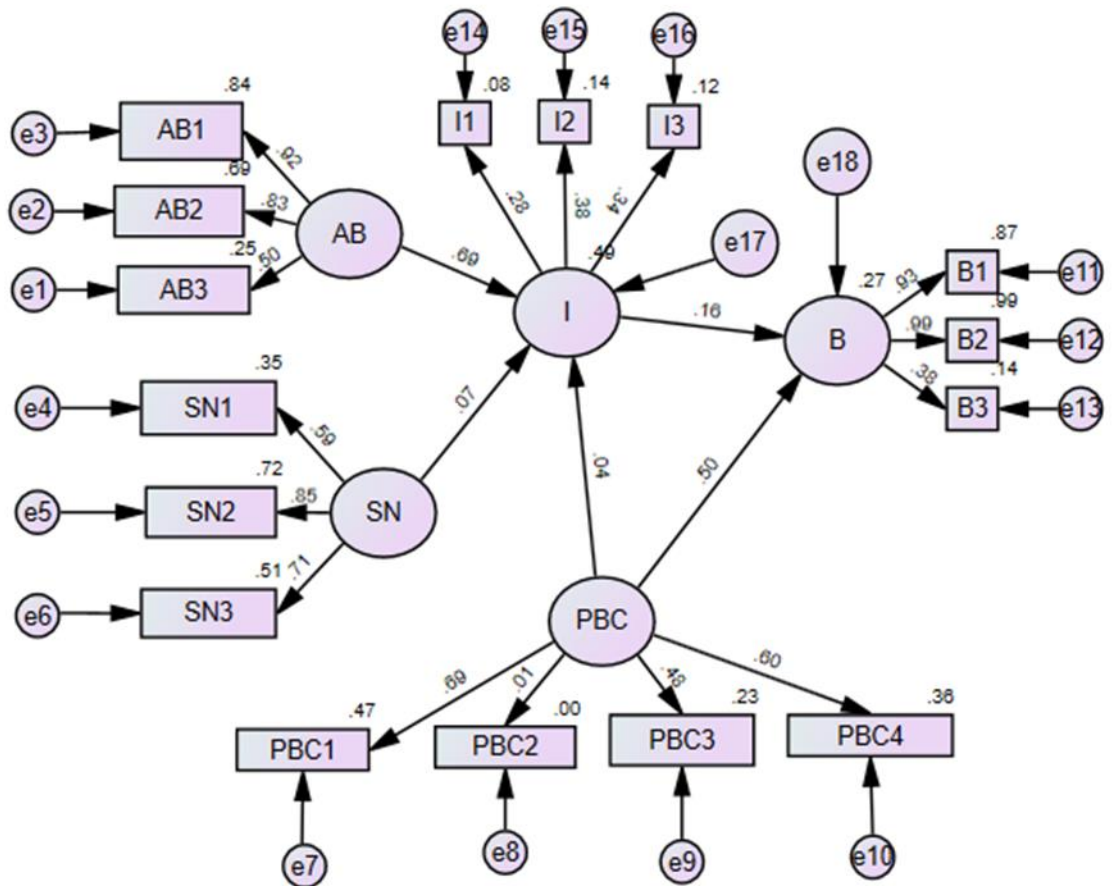 e14
e15
e16
.08
.14
.12
I1
I2
I3
.28
.38
.34
.84
e3
AB1
.92
.69
e2
AB2
.83
AB
.25
.50
e1
AB3
.69
.49
e17
I
e18
.16
.27
B
.87
.93
B1
e11
.99
.99
B2
e12
.14
.38
B3
e13
.35
e4
SN1
.59
.07
.72
e5
SN2
.85
SN
.51
.71
e6
SN3
.04
.50
PBC
.69
.01
.48
.60
.47
.00
.23
.36
PBC1
PBC2
PBC3
PBC4
e7
e8
e9
e10